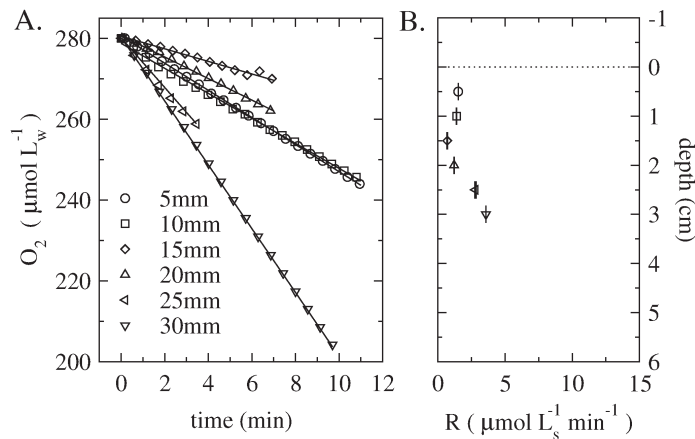 A.
B.
280
260
240
220
200
O2 ( μmol Lw-1 )
5mm
10mm
15mm
20mm
25mm
30mm
0 2 4 6 8 10 12
time (min)
-1
0
1
2
3
4
5
6
depth (cm)
0 5 10 15
R ( μmol Ls-1 min-1 )